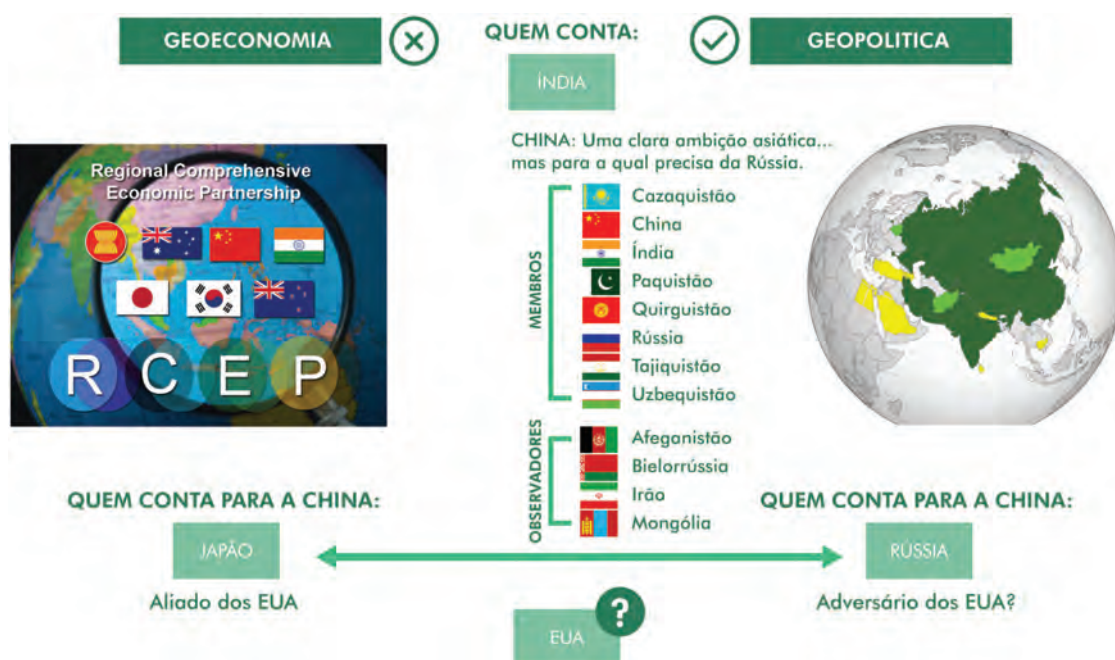 GEOECONOMIA
QUEM CONTA:
GEOPOLITICA
ÍNDIA
CHINA: Uma clara ambição asiática...
mas para a qual precisa da Rússia.
Regional Comprehensive
Economic Partnership
R C E P
MEMBROS
Cazaquistão
China
Índia
Paquistão
Quirguistão
Rússia
Tajiquistão
Uzbequistão
OBSERVADORES
Afeganistão
Bielorrússia
Irão
Mongólia
QUEM CONTA PARA A CHINA:
JAPÃO
Aliado dos EUA
QUEM CONTA PARA A CHINA:
RÚSSIA
Adversário dos EUA?
?
EUA